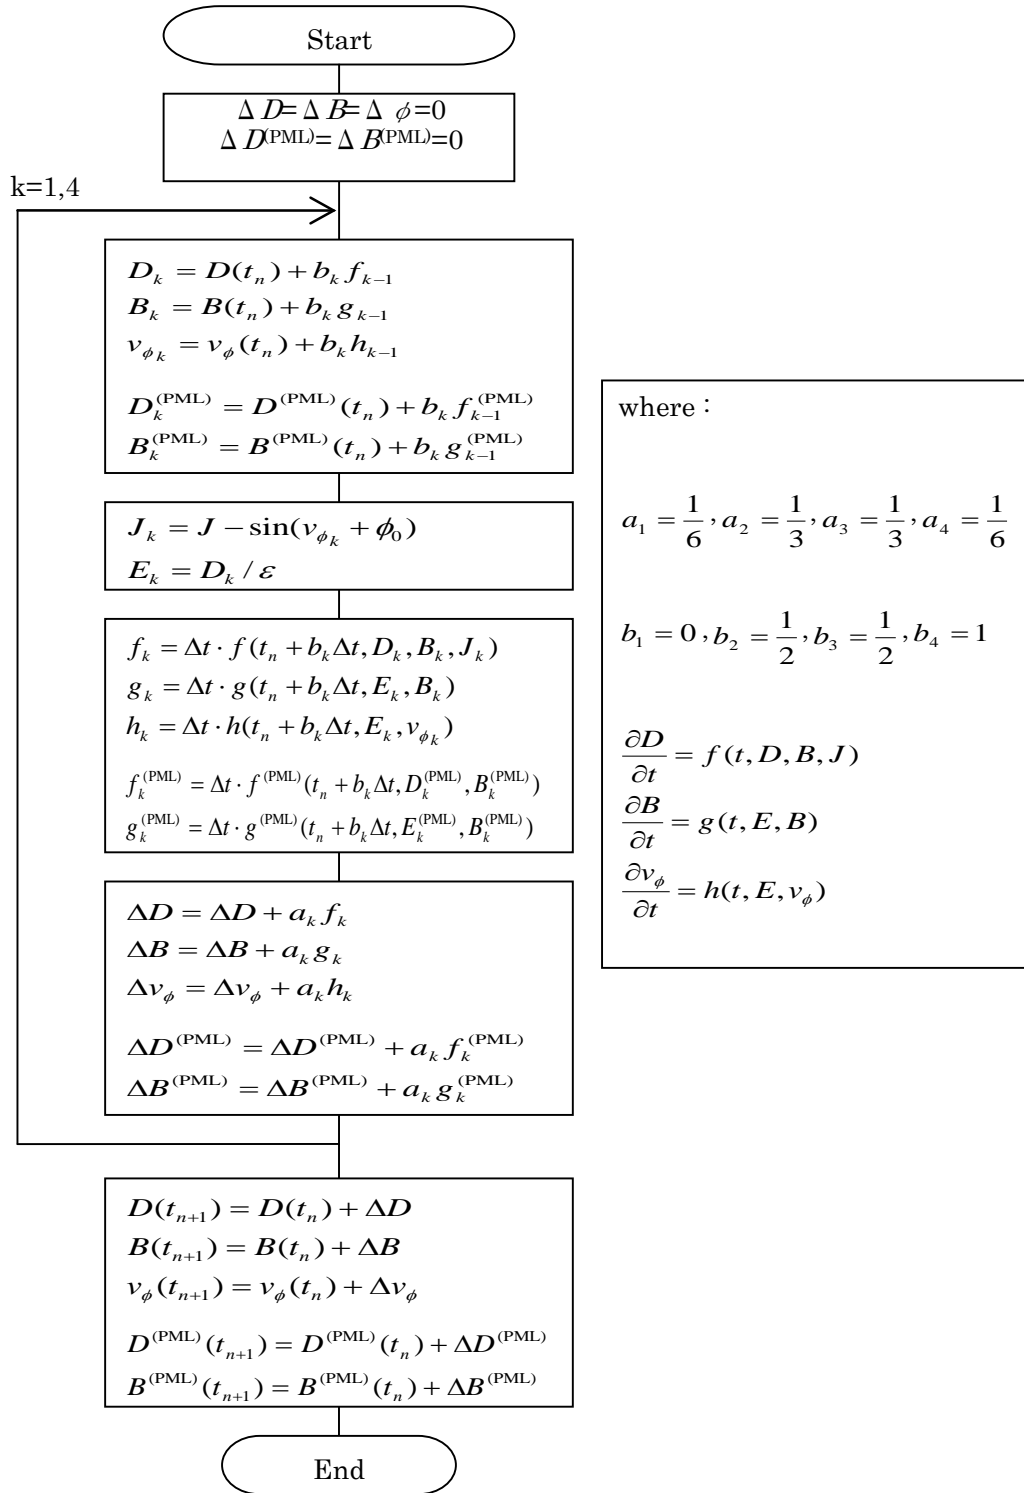 Start
Δ D=Δ B=Δ φ=0
Δ D^(PML)=Δ B^(PML)=0
k=1,4
D_k = D(t_n) + b_k f_{k-1}
B_k = B(t_n) + b_k g_{k-1}
v_{φ_k} = v_φ(t_n) + b_k h_{k-1}
D_k^(PML) = D^(PML)(t_n) + b_k f_{k-1}^(PML)
B_k^(PML) = B^(PML)(t_n) + b_k g_{k-1}^(PML)
J_k = J − sin(v_{φ_k} + φ_0)
E_k = D_k / ε
f_k = Δt · f(t_n + b_kΔt, D_k, B_k, J_k)
g_k = Δt · g(t_n + b_kΔt, E_k, B_k)
h_k = Δt · h(t_n + b_kΔt, E_k, v_{φ_k})
f_k^(PML) = Δt · f^(PML)(t_n + b_kΔt, D_k^(PML), B_k^(PML))
g_k^(PML) = Δt · g^(PML)(t_n + b_kΔt, E_k^(PML), B_k^(PML))
ΔD = ΔD + a_k f_k
ΔB = ΔB + a_k g_k
Δv_φ = Δv_φ + a_k h_k
ΔD^(PML) = ΔD^(PML) + a_k f_k^(PML)
ΔB^(PML) = ΔB^(PML) + a_k g_k^(PML)
D(t_{n+1}) = D(t_n) + ΔD
B(t_{n+1}) = B(t_n) + ΔB
v_φ(t_{n+1}) = v_φ(t_n) + Δv_φ
D^(PML)(t_{n+1}) = D^(PML)(t_n) + ΔD^(PML)
B^(PML)(t_{n+1}) = B^(PML)(t_n) + ΔB^(PML)
End
where :
a_1 = 1/6, a_2 = 1/3, a_3 = 1/3, a_4 = 1/6
b_1 = 0, b_2 = 1/2, b_3 = 1/2, b_4 = 1
∂D/∂t = f(t, D, B, J)
∂B/∂t = g(t, E, B)
∂v_φ/∂t = h(t, E, v_φ)